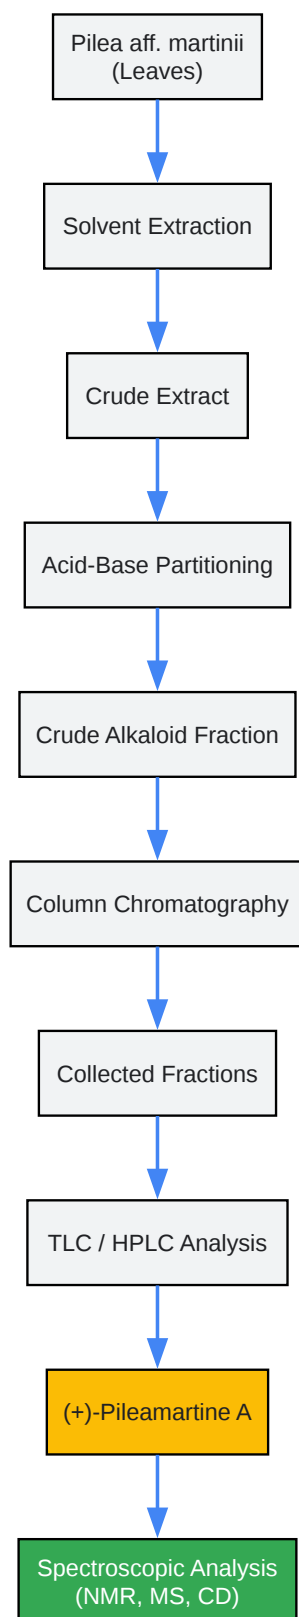 Pilea aff. martinii
(Leaves)
Solvent Extraction
Crude Extract
Acid-Base Partitioning
Crude Alkaloid Fraction
Column Chromatography
Collected Fractions
TLC / HPLC Analysis
(+)-Pileamartine A
Spectroscopic Analysis
(NMR, MS, CD)